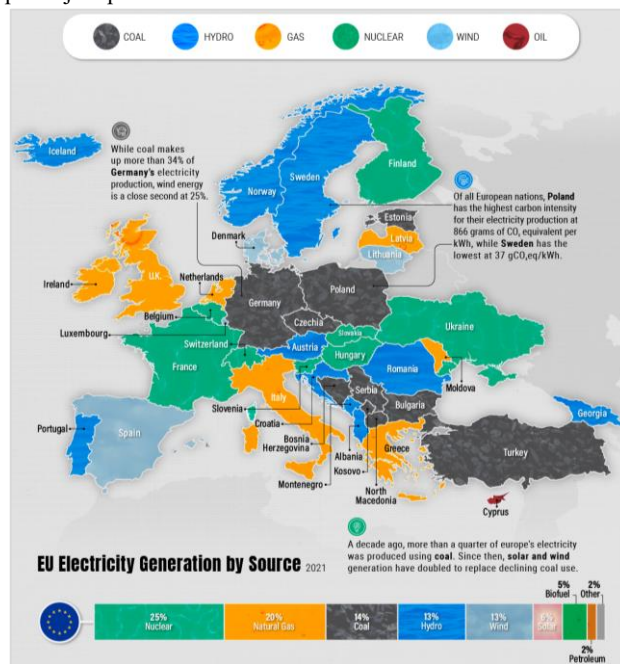 COAL HYDRO GAS NUCLEAR WIND OIL
Iceland
While coal makes
up more than 34% of
Germany's electricity
production, wind energy
is a close second at 25%.
Norway
Sweden
Finland
Of all European nations, Poland
has the highest carbon intensity
for their electricity production at
866 grams of CO, equivalent per
kWh, while Sweden has the
lowest at 37 gCO,eq/kWh.
Estonia
Latvia
Lithuania
Denmark
Ireland
U.K.
Netherlands
Belgium
Luxembourg
Germany
Poland
Czechia
Slovakia
Ukraine
Switzerland
Austria
Hungary
France
Romania
Moldova
Italy
Slovenia
Croatia
Serbia
Bulgaria
Georgia
Portugal
Spain
Bosnia
Herzegovina
Montenegro
Albania
Kosovo
North
Macedonia
Greece
Turkey
Cyprus
A decade ago, more than a quarter of europe's electricity
was produced using coal. Since then, solar and wind
generation have doubled to replace declining coal use.
EU Electricity Generation by Source 2021
25%
Nuclear
20%
Natural Gas
14%
Coal
13%
Hydro
13%
Wind
6%
Solar
5%
Biofuel
2%
Other
2%
Petroleum